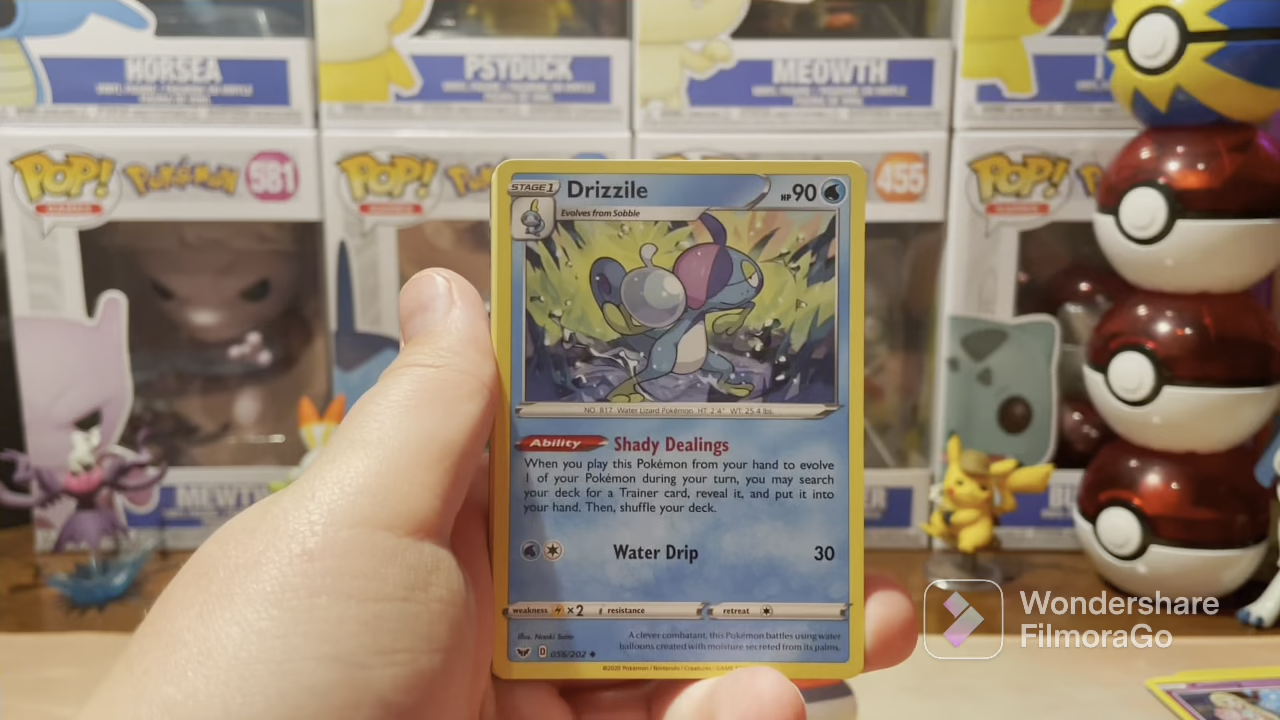 HORSEA
PSYDUCK
MEOWTH
POP!
Pokémon
581
POP!
455
POP!
STAGE 1
Drizzile
HP 90
Evolves from Sobble
NO. 817 Water Lizard Pokémon HT: 2'4" WT: 25.4 lbs.
Ability
Shady Dealings
When you play this Pokémon from your hand to evolve
1 of your Pokémon during your turn, you may search
your deck for a Trainer card, reveal it, and put it into
your hand. Then, shuffle your deck.
Water Drip
30
weakness ×2 resistance retreat
Illus. Naoki Saito
A clever combatant, this Pokémon battles using water
balloons created with moisture secreted from its palms.
D 056/202
©2020 Pokémon / Nintendo / Creatures / GAME
MEWT
Wondershare
FilmoraGo